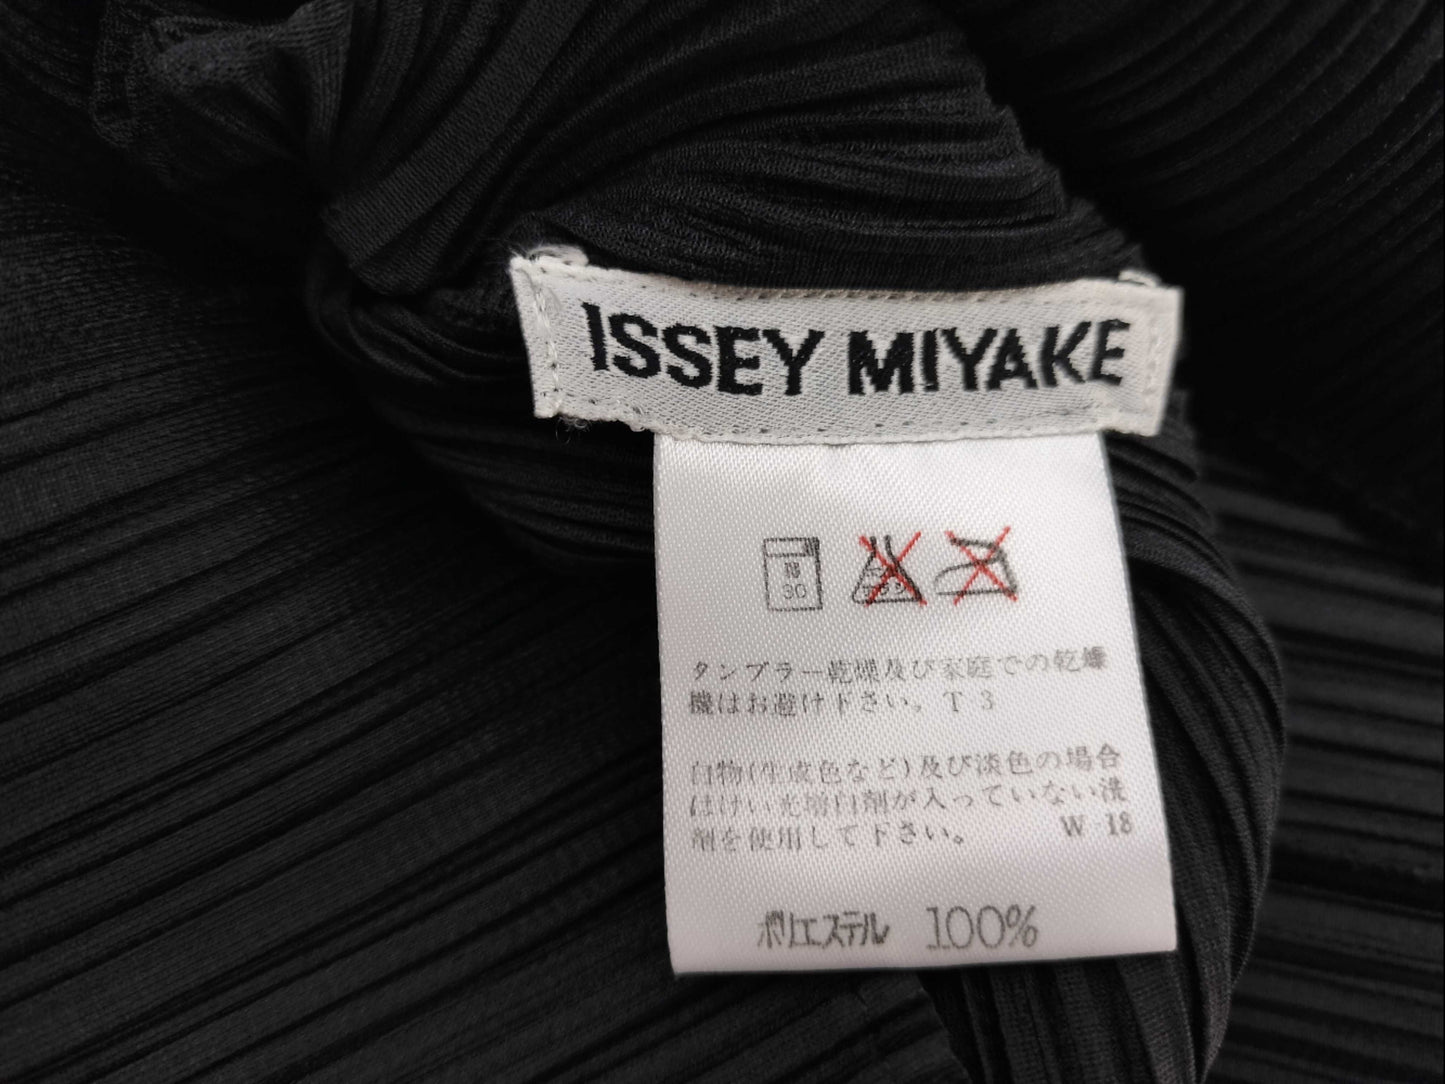 ISSEY MIYAKE
30
タンブラー乾燥及び家庭での乾燥
機はお避け下さい。T 3
白物(生成色など)及び淡色の場合
はけい光増白剤が入っていない洗
剤を使用して下さい。 W 18
ポリエステル 100%